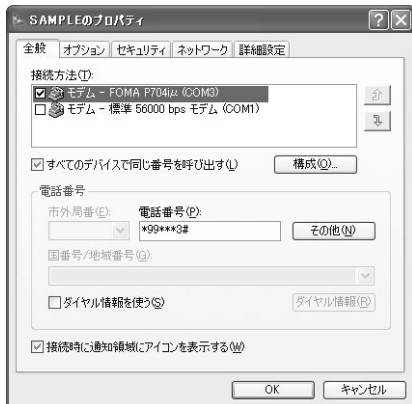 SAMPLEのプロパティ
全般 オプション セキュリティ ネットワーク 詳細設定
接続方法(T):
モデム - FOMA P704iμ (COM3)
モデム - 標準 56000 bps モデム (COM1)
すべてのデバイスで同じ番号を呼び出す(L) 構成(O)...
電話番号
市外局番(E): 電話番号(P):
*99***3# その他(N)
国番号/地域番号(G):
ダイヤル情報を使う(S) ダイヤル情報(R)
接続時に通知領域にアイコンを表示する(W)
OK キャンセル